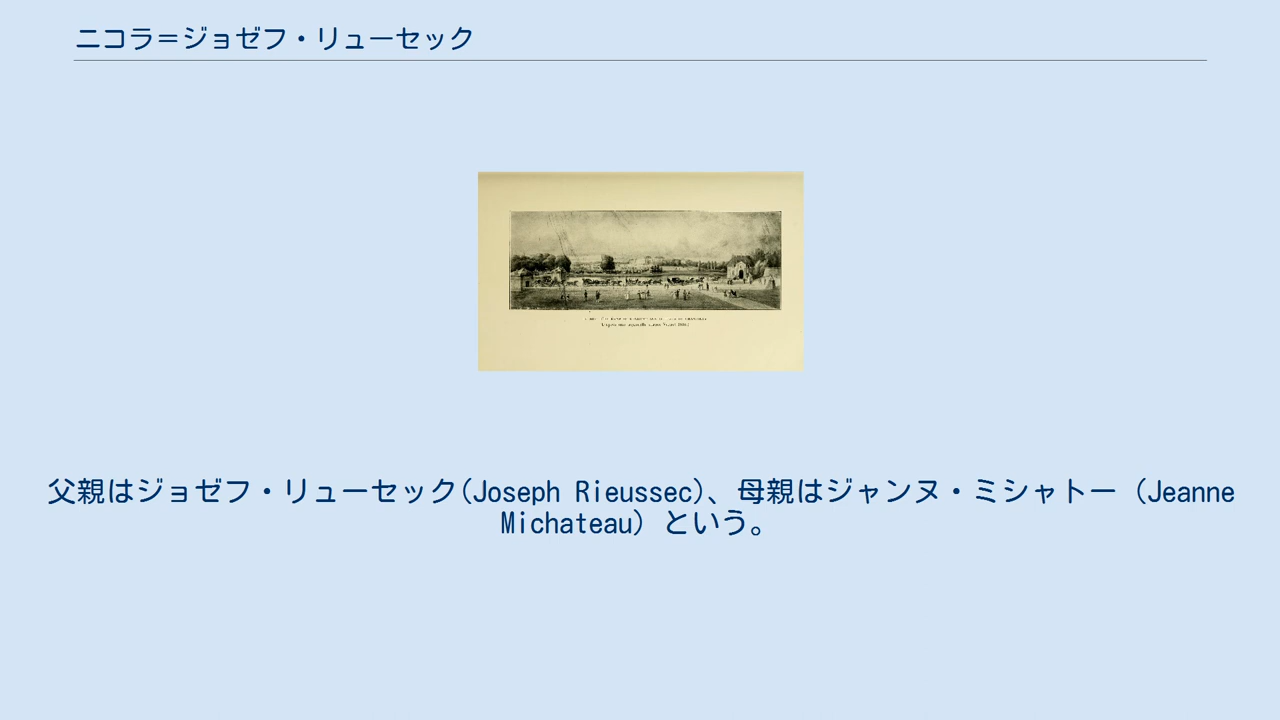 ニコラ＝ジョゼフ・リューセック
父親はジョゼフ・リューセック(Joseph Rieussec)、母親はジャンヌ・ミシャトー（Jeanne
Michateau）という。